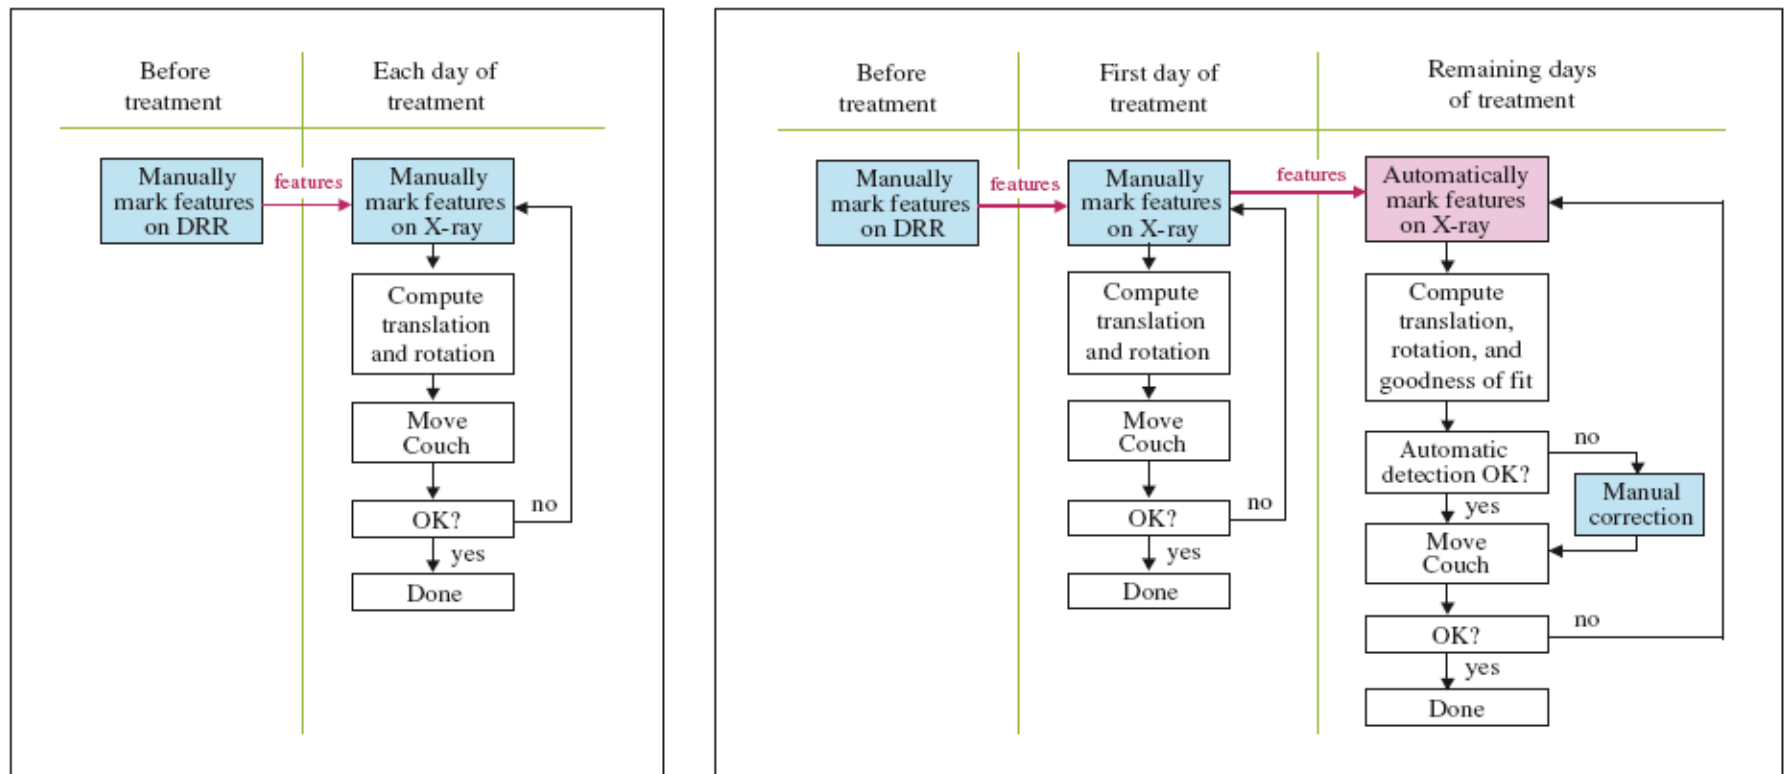 Before
treatment
Each day of
treatment
Manually
mark features
on DRR
features
Manually
mark features
on X-ray
Compute
translation
and rotation
Move
Couch
OK?
no
yes
Done
Before
treatment
First day of
treatment
Remaining days
of treatment
Manually
mark features
on DRR
features
Manually
mark features
on X-ray
Compute
translation
and rotation
Move
Couch
OK?
no
yes
Done
features
Automatically
mark features
on X-ray
Compute
translation,
rotation, and
goodness of fit
Automatic
detection OK?
no
Manual
correction
yes
Move
Couch
OK?
no
yes
Done